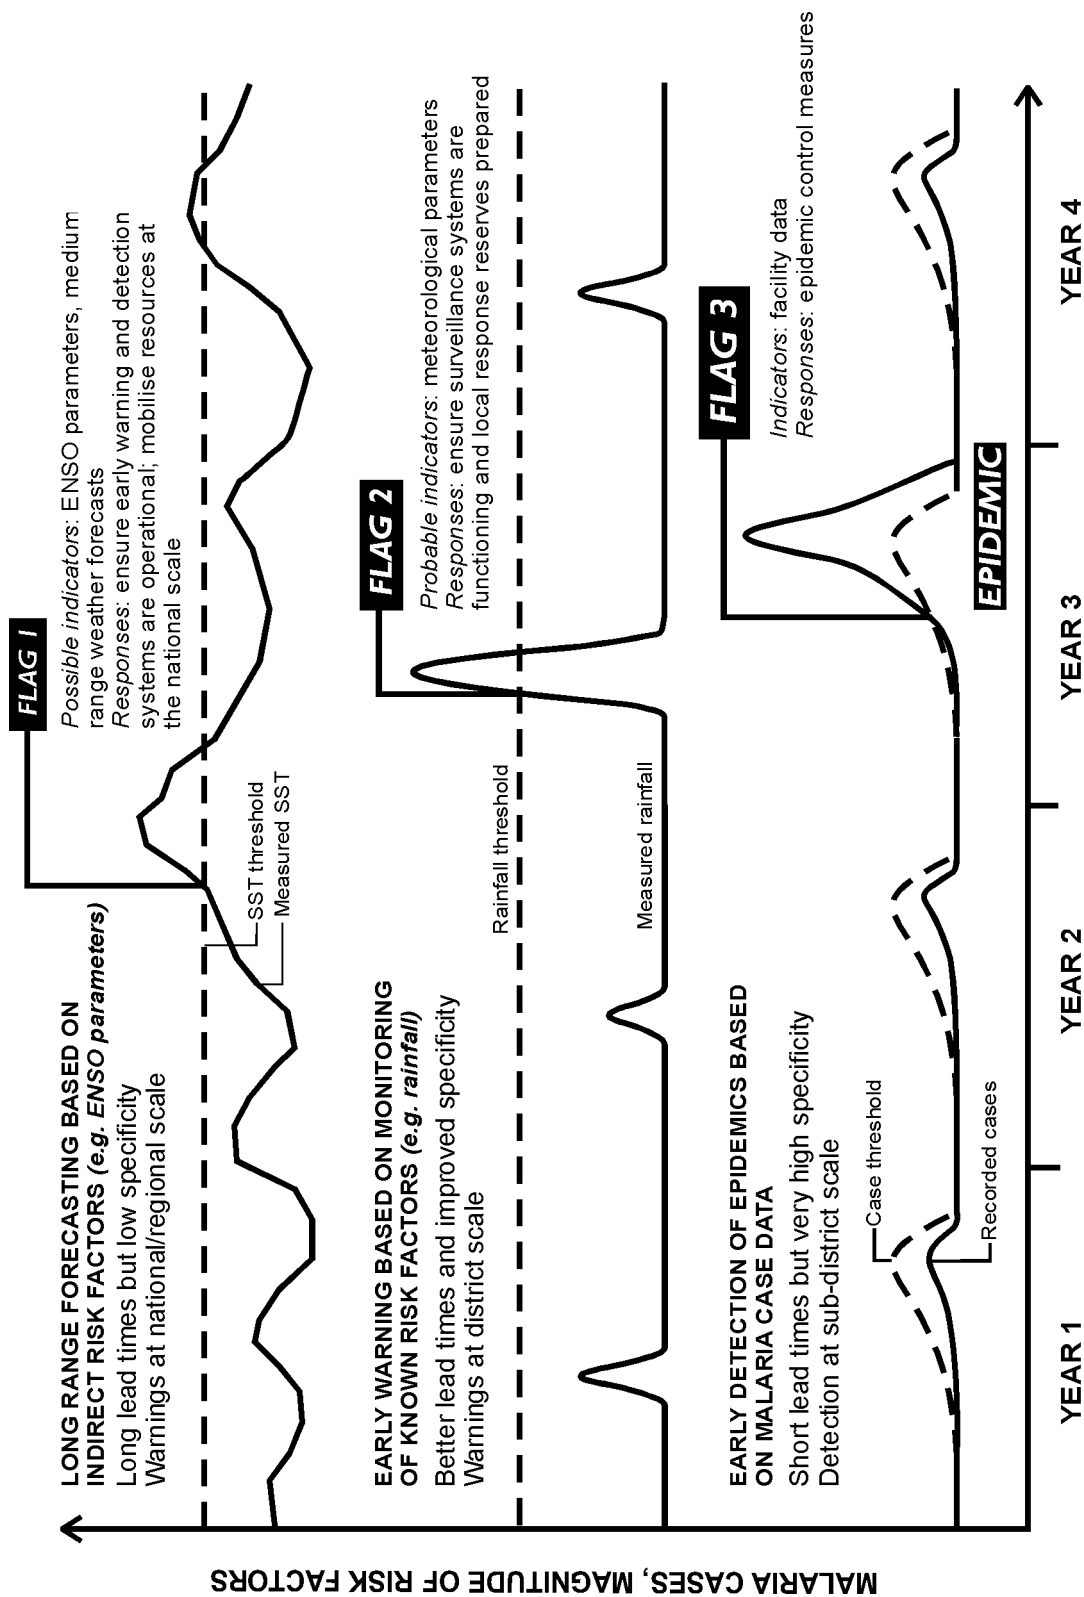 MALARIA CASES, MAGNITUDE OF RISK FACTORS
LONG RANGE FORECASTING BASED ON
INDIRECT RISK FACTORS (e.g. ENSO parameters)
Long lead times but low specificity
Warnings at national/regional scale
FLAG 1
Possible indicators: ENSO parameters, medium
range weather forecasts
Responses: ensure early warning and detection
systems are operational; mobilise resources at
the national scale
SST threshold
Measured SST
EARLY WARNING BASED ON MONITORING
OF KNOWN RISK FACTORS (e.g. rainfall)
Better lead times and improved specificity
Warnings at district scale
FLAG 2
Probable indicators: meteorological parameters
Responses: ensure surveillance systems are
functioning and local response reserves prepared
Rainfall threshold
Measured rainfall
EARLY DETECTION OF EPIDEMICS BASED
ON MALARIA CASE DATA
Short lead times but very high specificity
Detection at sub-district scale
FLAG 3
Indicators: facility data
Responses: epidemic control measures
Case threshold
Recorded cases
EPIDEMIC
YEAR 1
YEAR 2
YEAR 3
YEAR 4